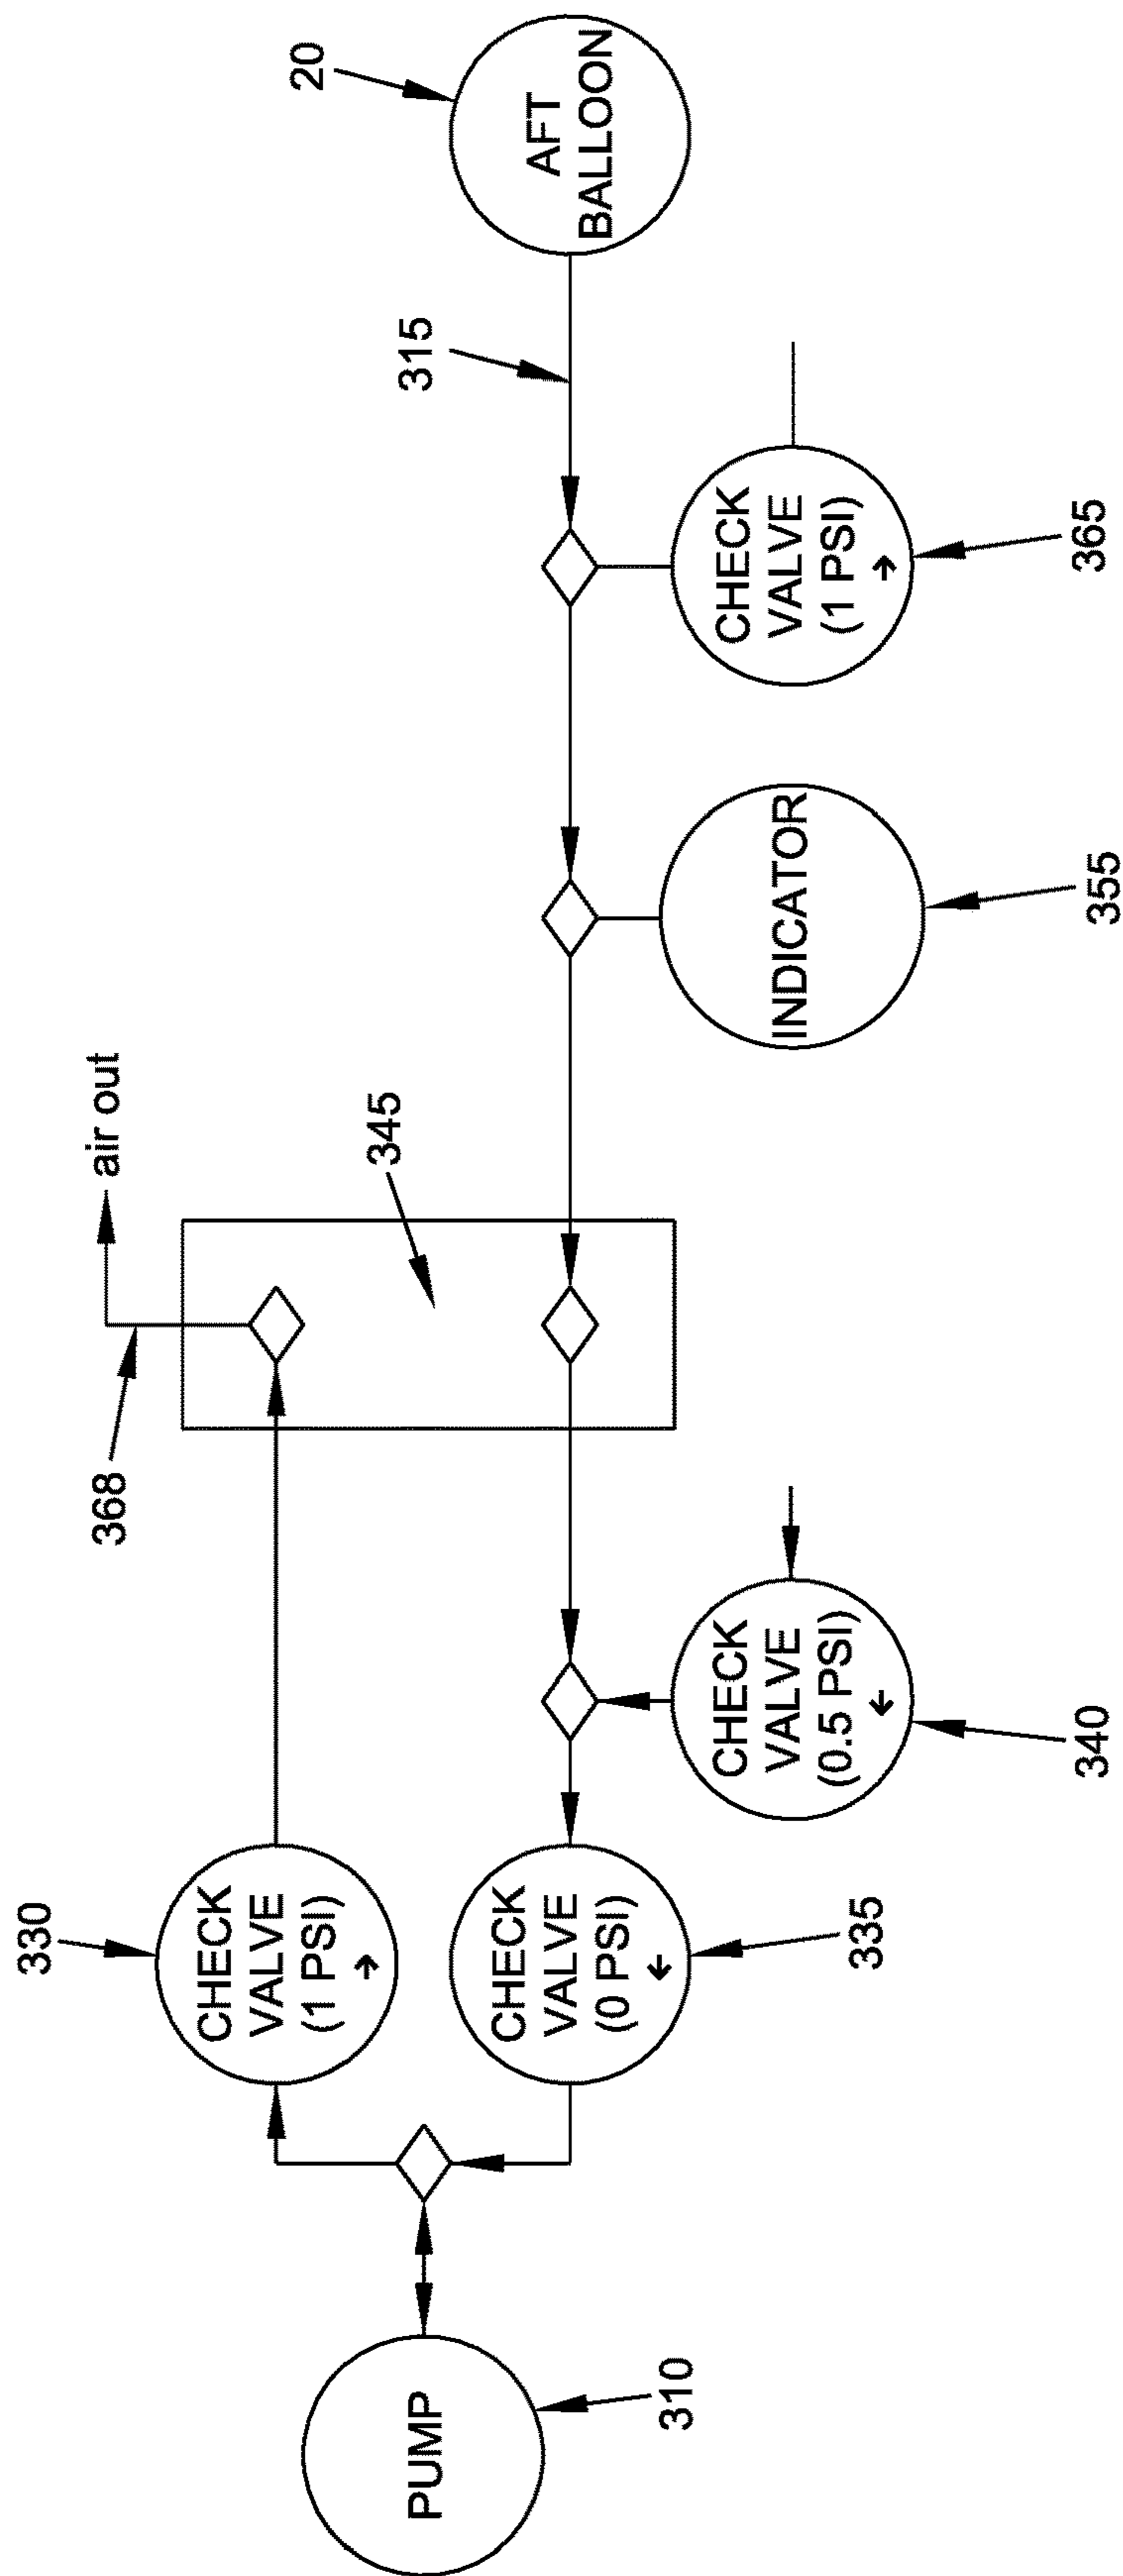 20
AFT
BALLOON
315
CHECK
VALVE
(1 PSI)
→
365
INDICATOR
355
air out
345
368
CHECK
VALVE
(0.5 PSI)
←
340
330
CHECK
VALVE
(1 PSI)
→
CHECK
VALVE
(0 PSI)
←
335
PUMP
310